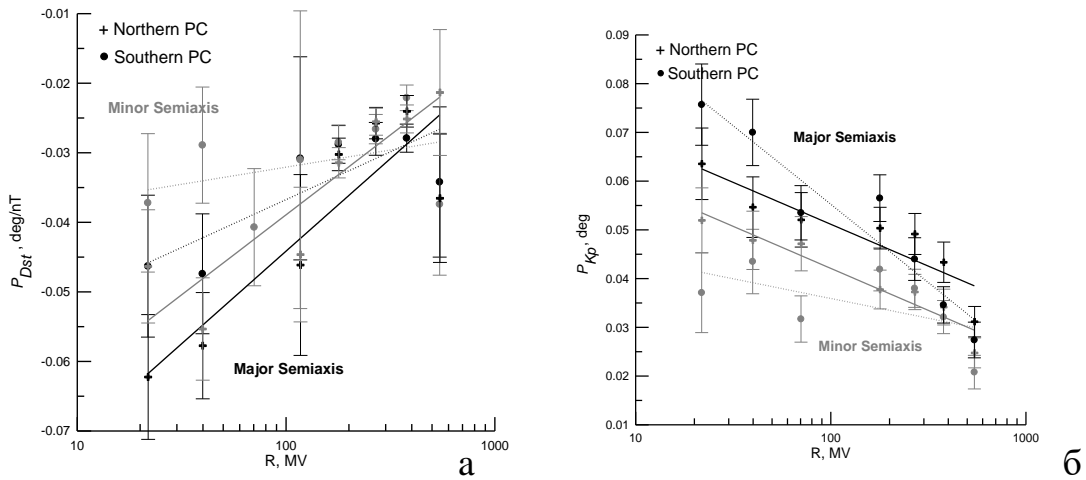 -0.01
-0.02
-0.03
-0.04
-0.05
-0.06
-0.07
P_Dst, deg/nT
+ Northern PC
● Southern PC
Minor Semiaxis
Major Semiaxis
10 100 1000
R, MV
а
0.09
0.08
0.07
0.06
0.05
0.04
0.03
0.02
0.01
P_Kp, deg
+ Northern PC
● Southern PC
Major Semiaxis
Minor Semiaxis
10 100 1000
R, MV
б